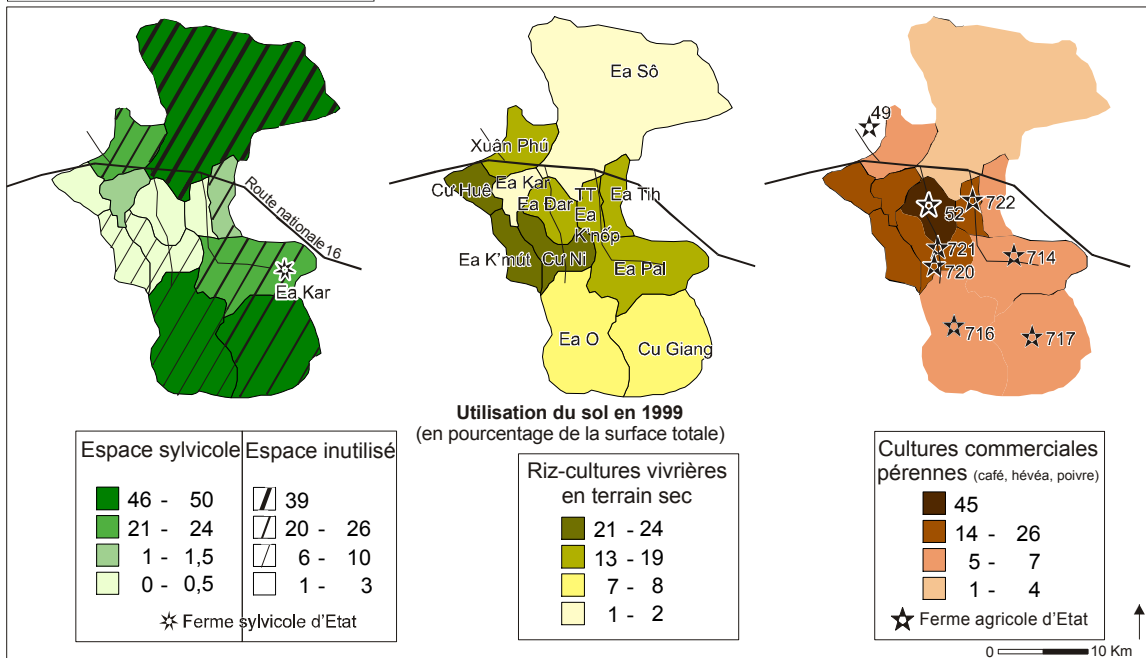 Route nationale 16
Ea Kar
Ea Sô
Xuân Phú
Cư Huê
Ea Kar
Ea Đar
TT
Ea
K'nốp
Ea Tih
Ea K'mút
Cư Ni
Ea Pal
Ea O
Cu Giang
49
52
722
721
720
714
716
717
Utilisation du sol en 1999
(en pourcentage de la surface totale)
Espace sylvicole
46 - 50
21 - 24
1 - 1,5
0 - 0,5
Espace inutilisé
39
20 - 26
6 - 10
1 - 3
Ferme sylvicole d'Etat
Riz-cultures vivrières
en terrain sec
21 - 24
13 - 19
7 - 8
1 - 2
Cultures commerciales
pérennes (café, hévéa, poivre)
45
14 - 26
5 - 7
1 - 4
Ferme agricole d'Etat
0 10 Km